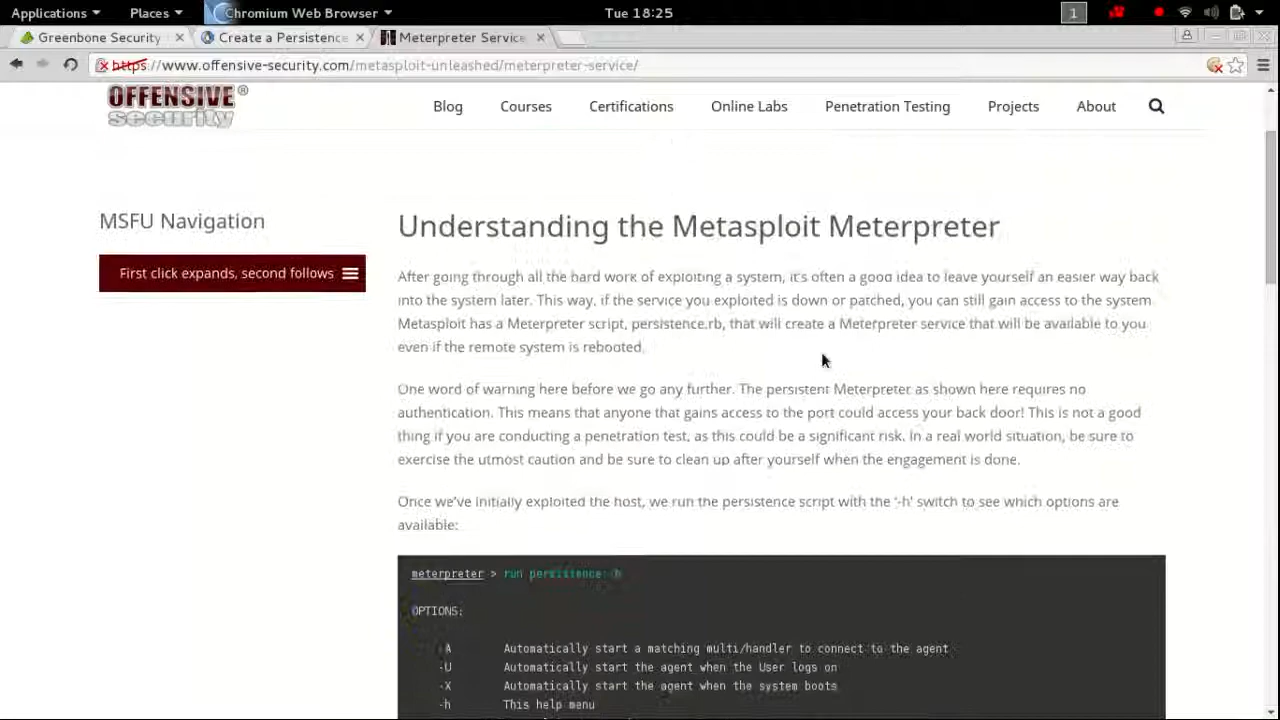 Applications Places Chromium Web Browser Tue 18:25 1
Greenbone Security Create a Persistence Meterpreter Service
https://www.offensive-security.com/metasploit-unleashed/meterpreter-service/
OFFENSIVE ®
security
Blog Courses Certifications Online Labs Penetration Testing Projects About
MSFU Navigation
First click expands, second follows
Understanding the Metasploit Meterpreter
After going through all the hard work of exploiting a system, it's often a good idea to leave yourself an easier way back
into the system later. This way, if the service you exploited is down or patched, you can still gain access to the system
Metasploit has a Meterpreter script, persistence.rb, that will create a Meterpreter service that will be available to you
even if the remote system is rebooted.
One word of warning here before we go any further. The persistent Meterpreter as shown here requires no
authentication. This means that anyone that gains access to the port could access your back door! This is not a good
thing if you are conducting a penetration test, as this could be a significant risk. In a real world situation, be sure to
exercise the utmost caution and be sure to clean up after yourself when the engagement is done.
Once we've initially exploited the host, we run the persistence script with the '-h' switch to see which options are
available:
meterpreter > run persistence -h
OPTIONS:
A Automatically start a matching multi/handler to connect to the agent
-U Automatically start the agent when the User logs on
-X Automatically start the agent when the system boots
-h This help menu